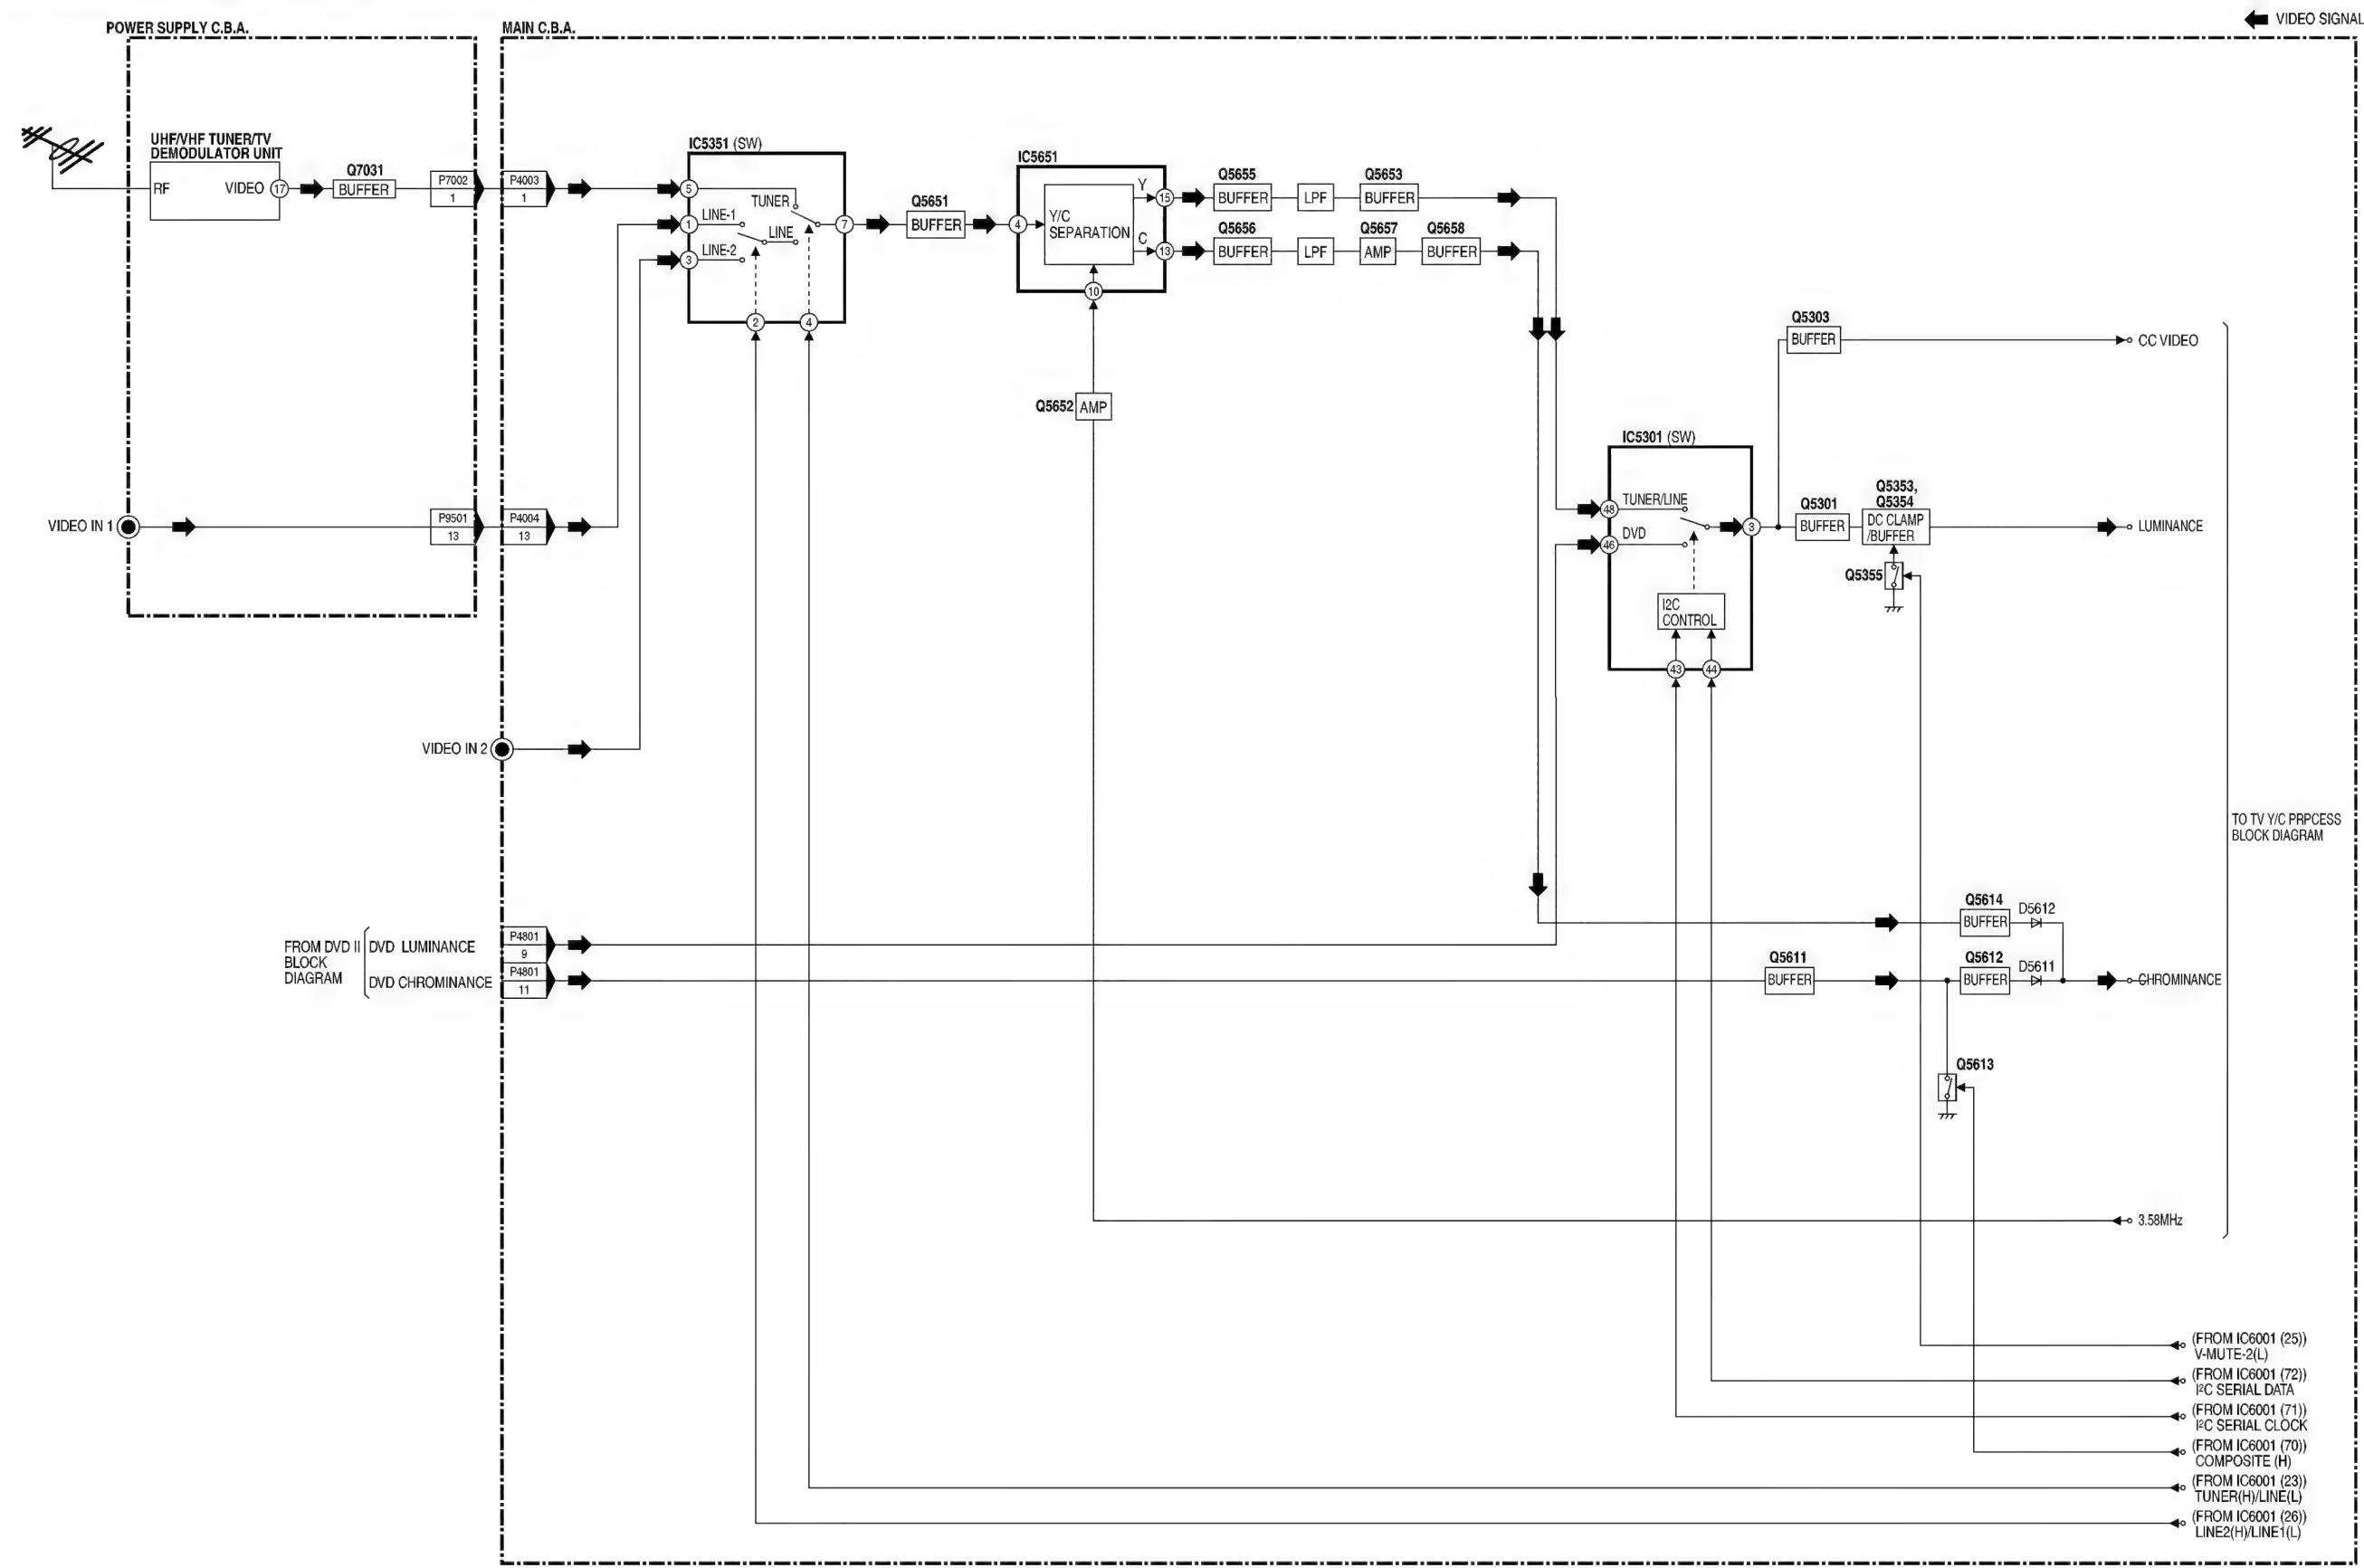 VIDEO SIGNAL
POWER SUPPLY C.B.A.
MAIN C.B.A.
UHF/VHF TUNER/TV
DEMODULATOR UNIT
RF
VIDEO
17
Q7031
BUFFER
P7002
1
P4003
1
IC5351 (SW)
5
1
3
TUNER
LINE-1
LINE
LINE-2
7
2
4
Q5651
BUFFER
IC5651
4
Y/C
SEPARATION
Y
C
15
13
10
Q5655
BUFFER
LPF
Q5653
BUFFER
Q5656
BUFFER
LPF
Q5657
AMP
Q5658
BUFFER
Q5652
AMP
Q5303
BUFFER
CC VIDEO
IC5301 (SW)
48
TUNER/LINE
46
DVD
3
I2C
CONTROL
43
44
Q5301
BUFFER
Q5353,
Q5354
DC CLAMP
/BUFFER
LUMINANCE
Q5355
VIDEO IN 1
P9501
13
P4004
13
VIDEO IN 2
TO TV Y/C PRPCESS
BLOCK DIAGRAM
FROM DVD II
BLOCK
DIAGRAM
DVD LUMINANCE
DVD CHROMINANCE
P4801
9
P4801
11
Q5614
BUFFER
D5612
Q5611
BUFFER
Q5612
BUFFER
D5611
CHROMINANCE
Q5613
3.58MHz
(FROM IC6001 (25))
V-MUTE-2(L)
(FROM IC6001 (72))
I²C SERIAL DATA
(FROM IC6001 (71))
I²C SERIAL CLOCK
(FROM IC6001 (70))
COMPOSITE (H)
(FROM IC6001 (23))
TUNER(H)/LINE(L)
(FROM IC6001 (26))
LINE2(H)/LINE1(L)